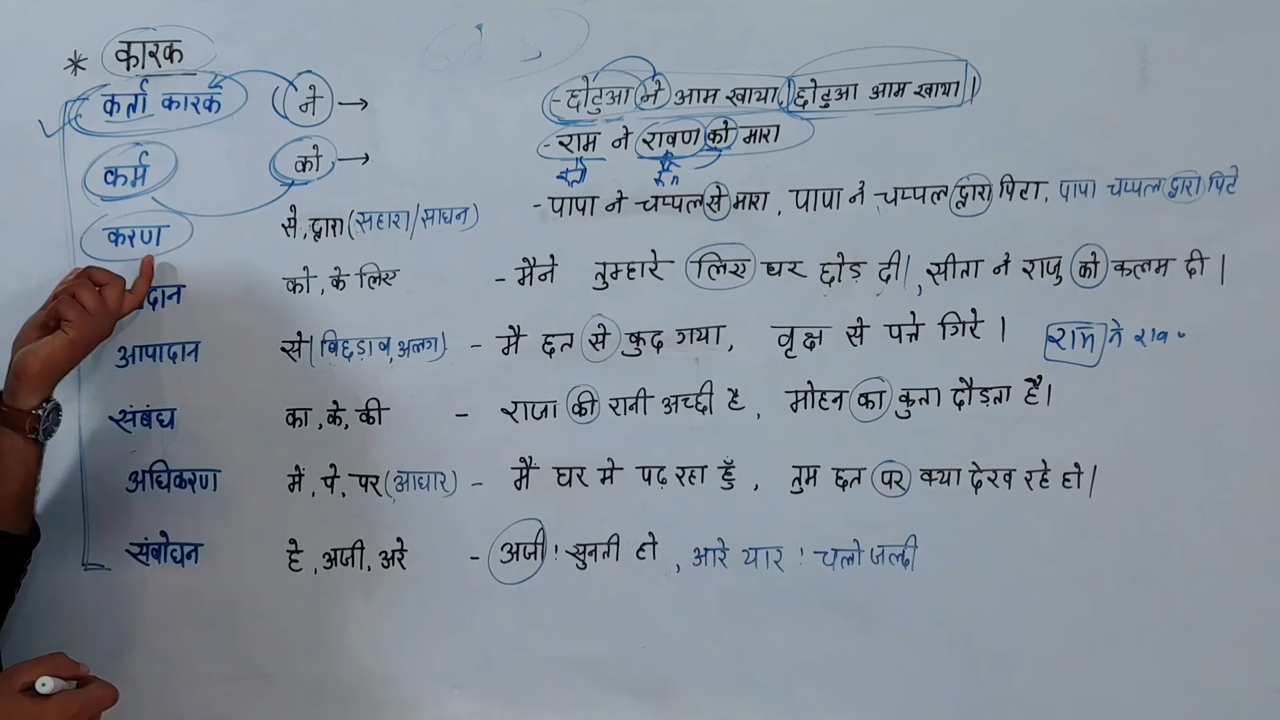 * कारक
कर्ता कारक ( ने → - छोटुआ ने आम खाया, छोटुआ आम खाया।
कर्म को → - राम ने रावण को मारा
करण से, द्वारा (सहारा/साधन) - पापा ने चप्पल से मारा, पापा ने चप्पल द्वारा पिटा, पापा चप्पल द्वारा पिटे
को, के लिए - मैने तुम्हारे लिए घर छोड़ दी।, सीता ने राजु को कलम दी।
आपादान से (बिछड़ाव, अलग) - मै छत से कुद गया, वृक्ष से पत्ते गिरे। राम ने राव
संबंध का, के, की - राजा की रानी अच्छी है, मोहन का कुत्ता दौड़ता है।
अधिकरण में, पे, पर (आधार) - मैं घर मे पढ़ रहा हुँ, तुम छत पर क्या देख रहे हो।
संबोधन हे, अजी, अरे - अजी! सुनती हो, आरे यार! चलो जल्दी